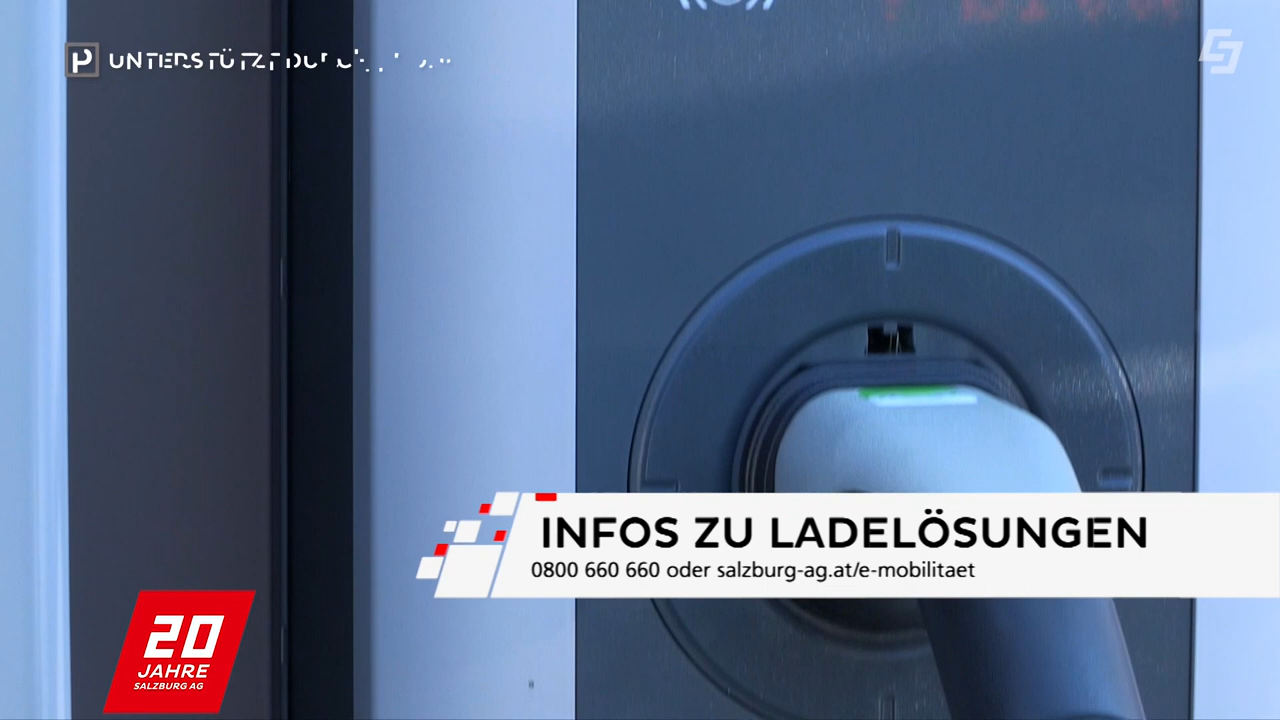 P
INFOS ZU LADELÖSUNGEN
0800 660 660 oder salzburg-ag.at/e-mobilitaet
20
JAHRE
SALZBURG AG